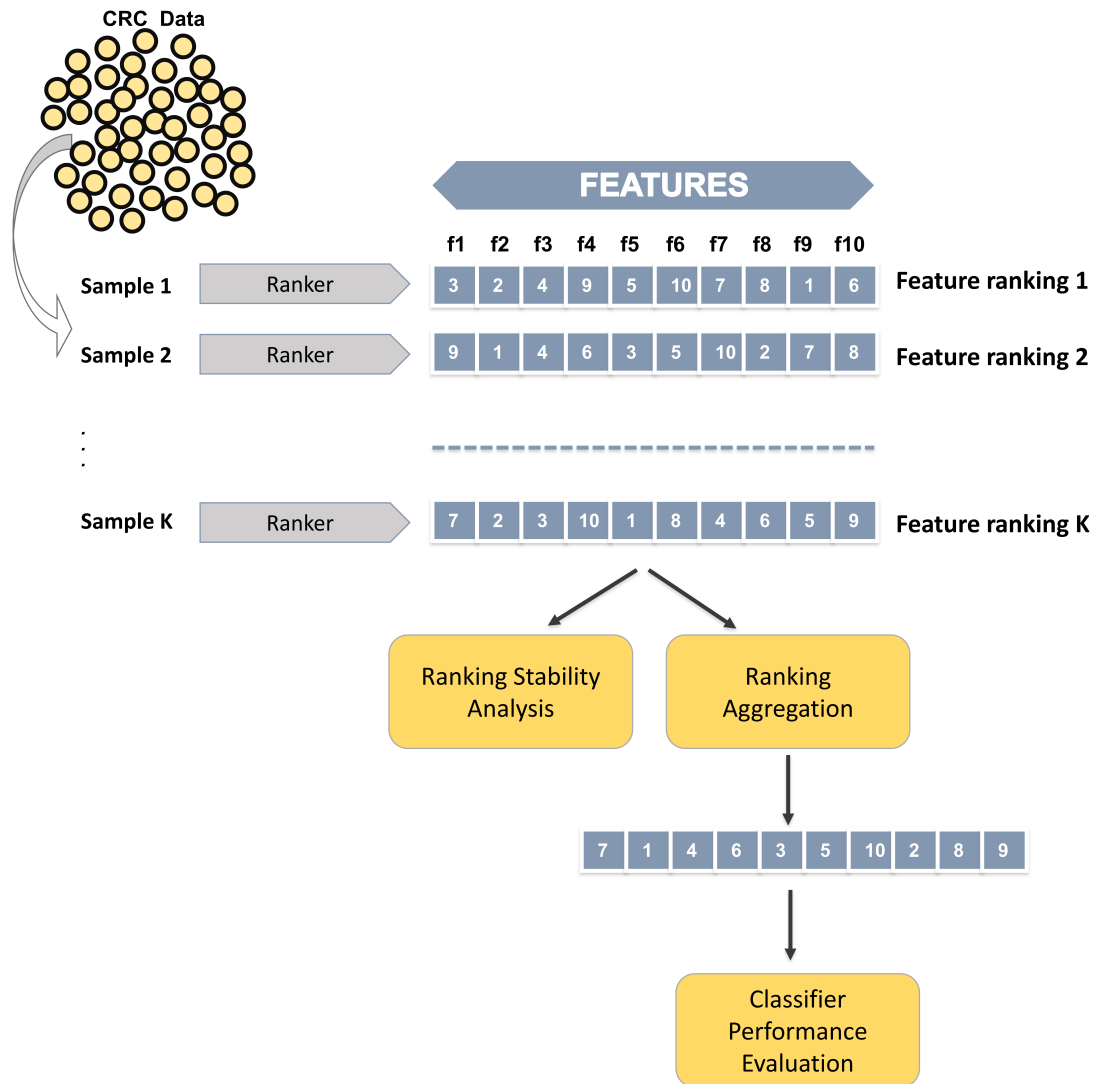 CRC Data
FEATURES
f1 f2 f3 f4 f5 f6 f7 f8 f9 f10
Sample 1 Ranker 3 2 4 9 5 10 7 8 1 6 Feature ranking 1
Sample 2 Ranker 9 1 4 6 3 5 10 2 7 8 Feature ranking 2
.
.
.
Sample K Ranker 7 2 3 10 1 8 4 6 5 9 Feature ranking K
Ranking Stability
Analysis
Ranking
Aggregation
7 1 4 6 3 5 10 2 8 9
Classifier
Performance
Evaluation